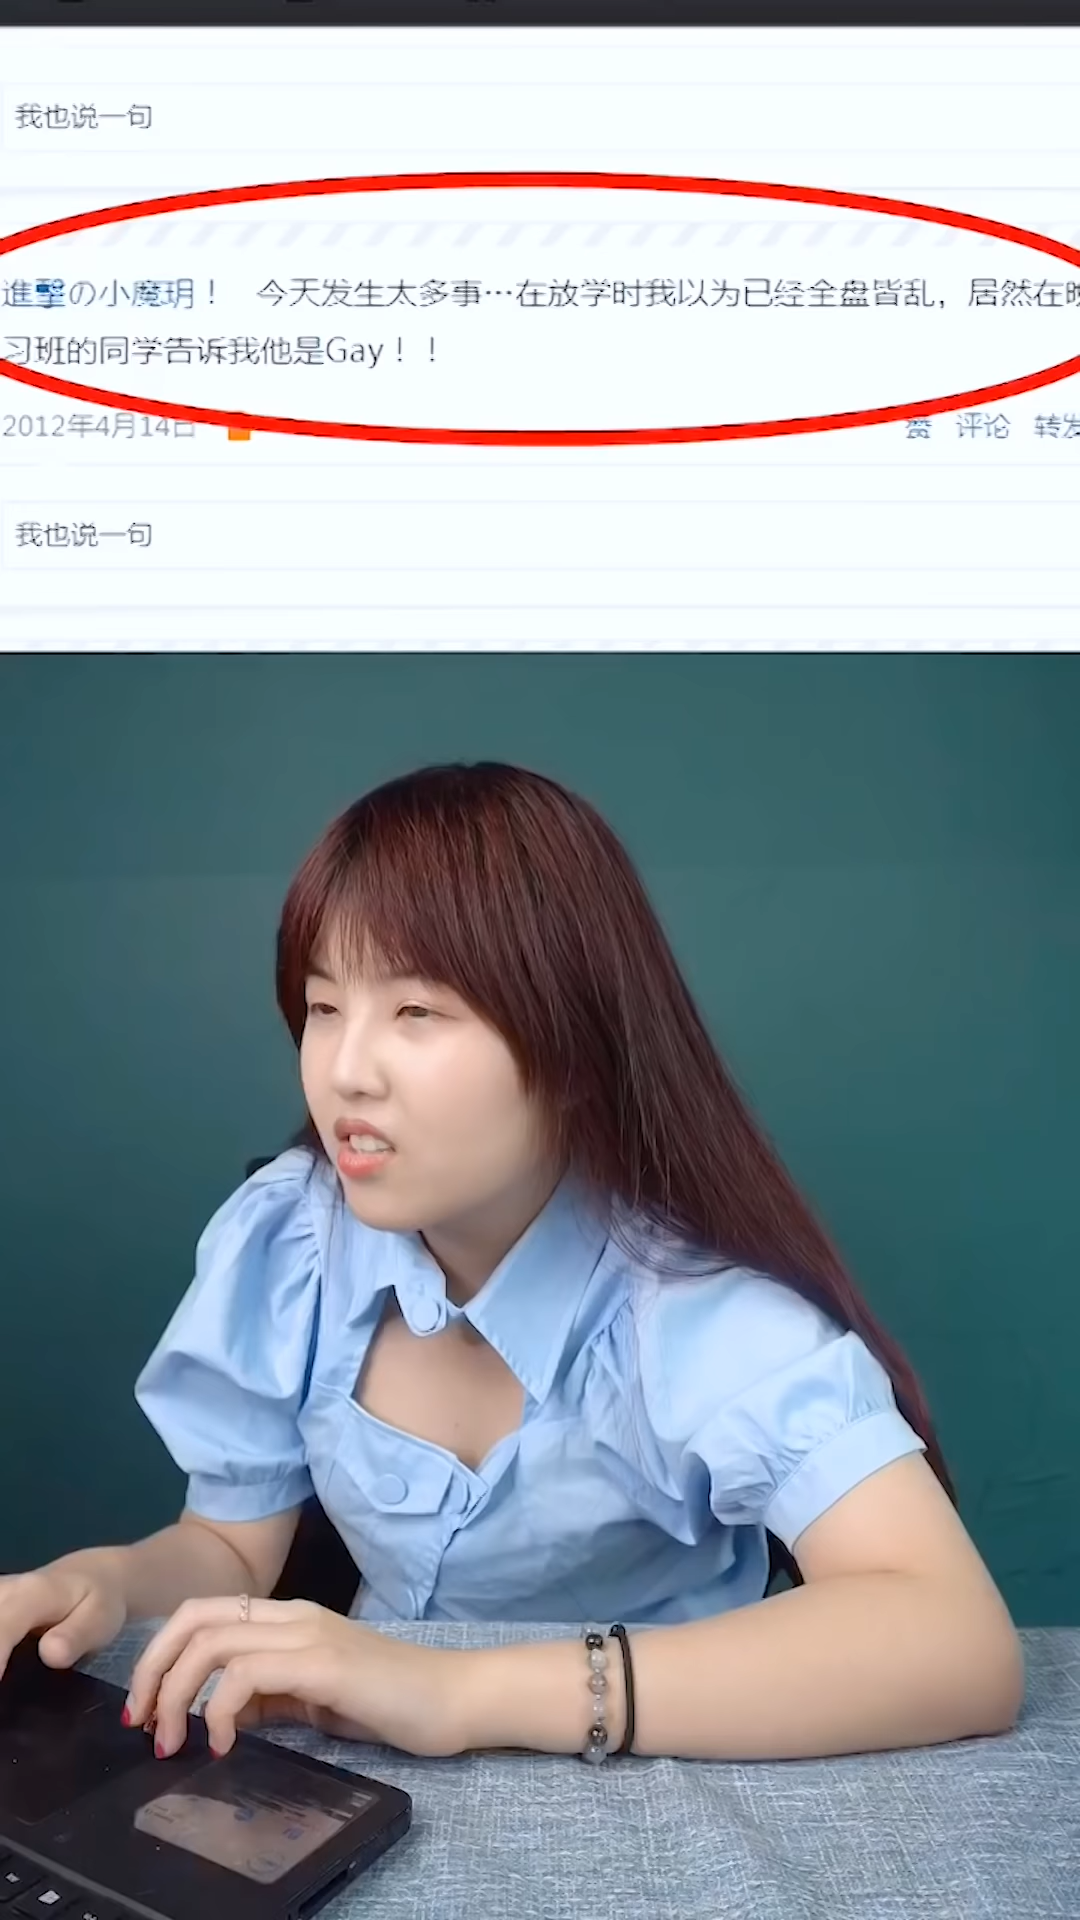 我也说一句
進擊の小魔玥！ 今天发生太多事…在放学时我以为已经全盘皆乱，居然在晚
习班的同学告诉我他是Gay！！
2012年4月14日 赞 评论 转发
我也说一句